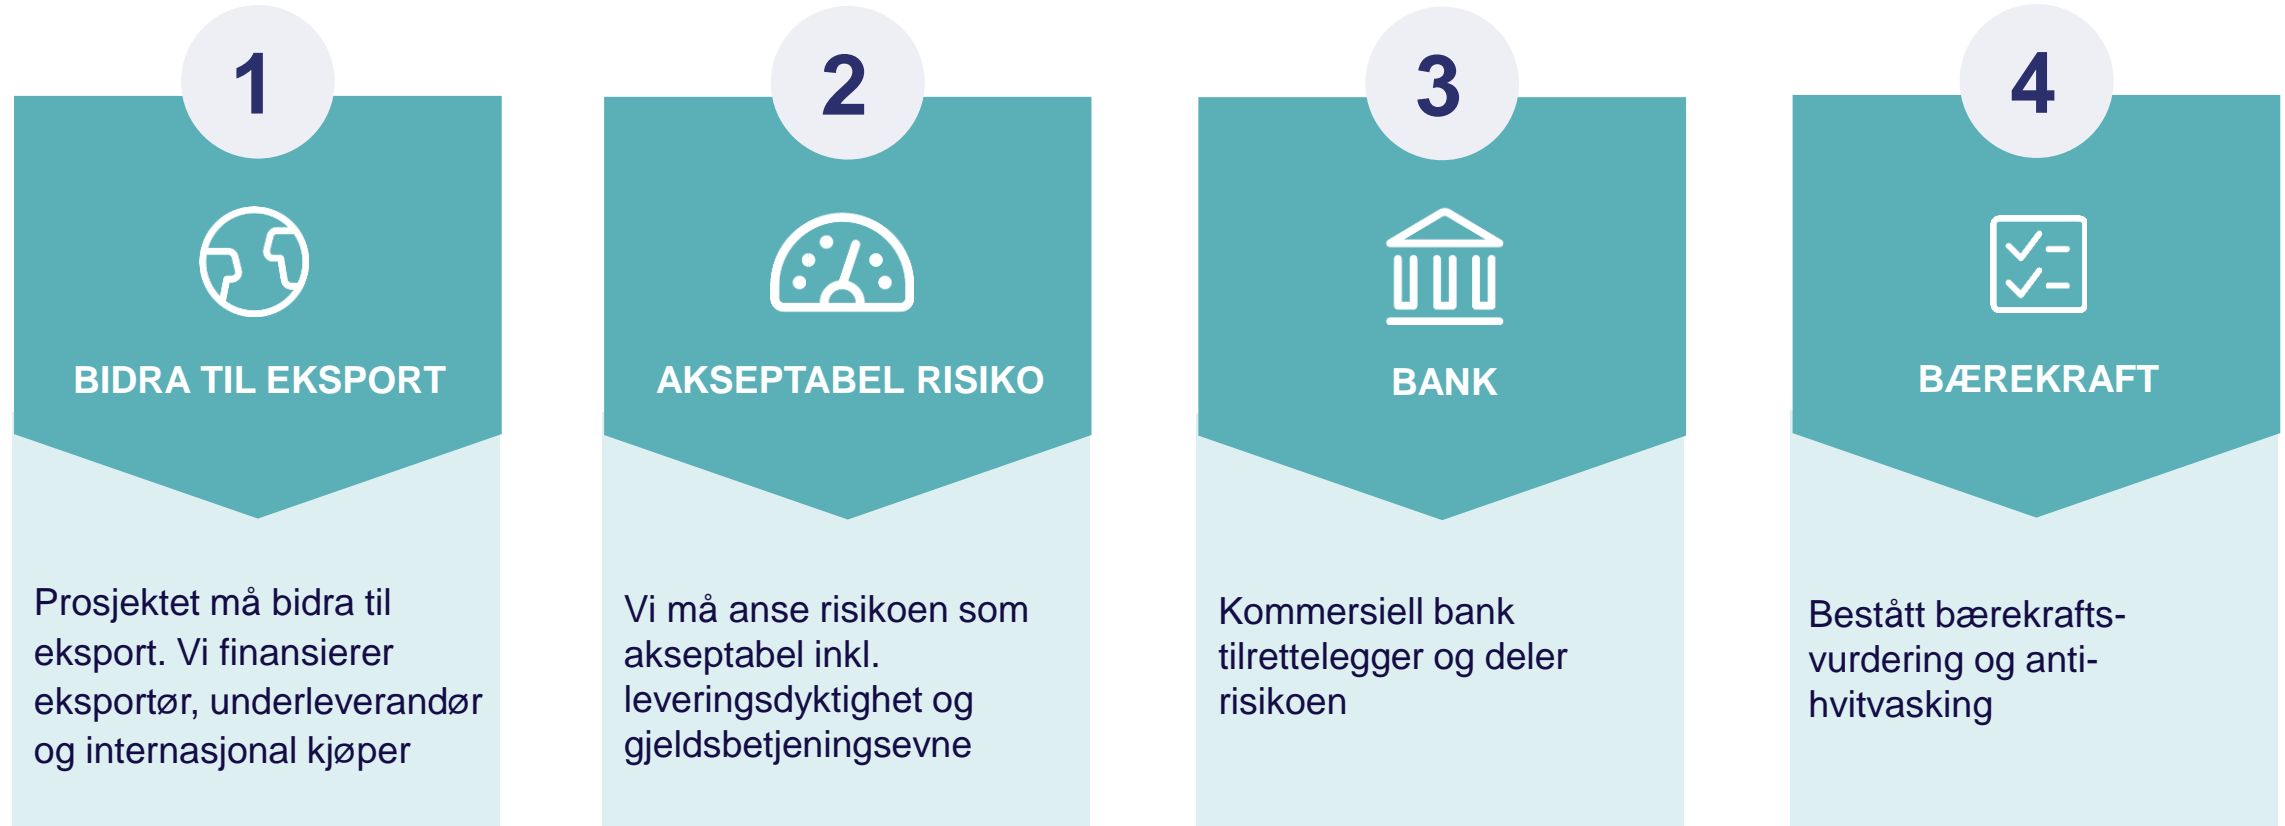 1
BIDRA TIL EKSPORT
Prosjektet må bidra til
eksport. Vi finansierer
eksportør, underleverandør
og internasjonal kjøper
2
AKSEPTABEL RISIKO
Vi må anse risikoen som
akseptabel inkl.
leveringsdyktighet og
gjeldsbetjeningsevne
3
BANK
Kommersiell bank
tilrettelegger og deler
risikoen
4
BÆREKRAFT
Bestått bærekrafts-
vurdering og anti-
hvitvasking